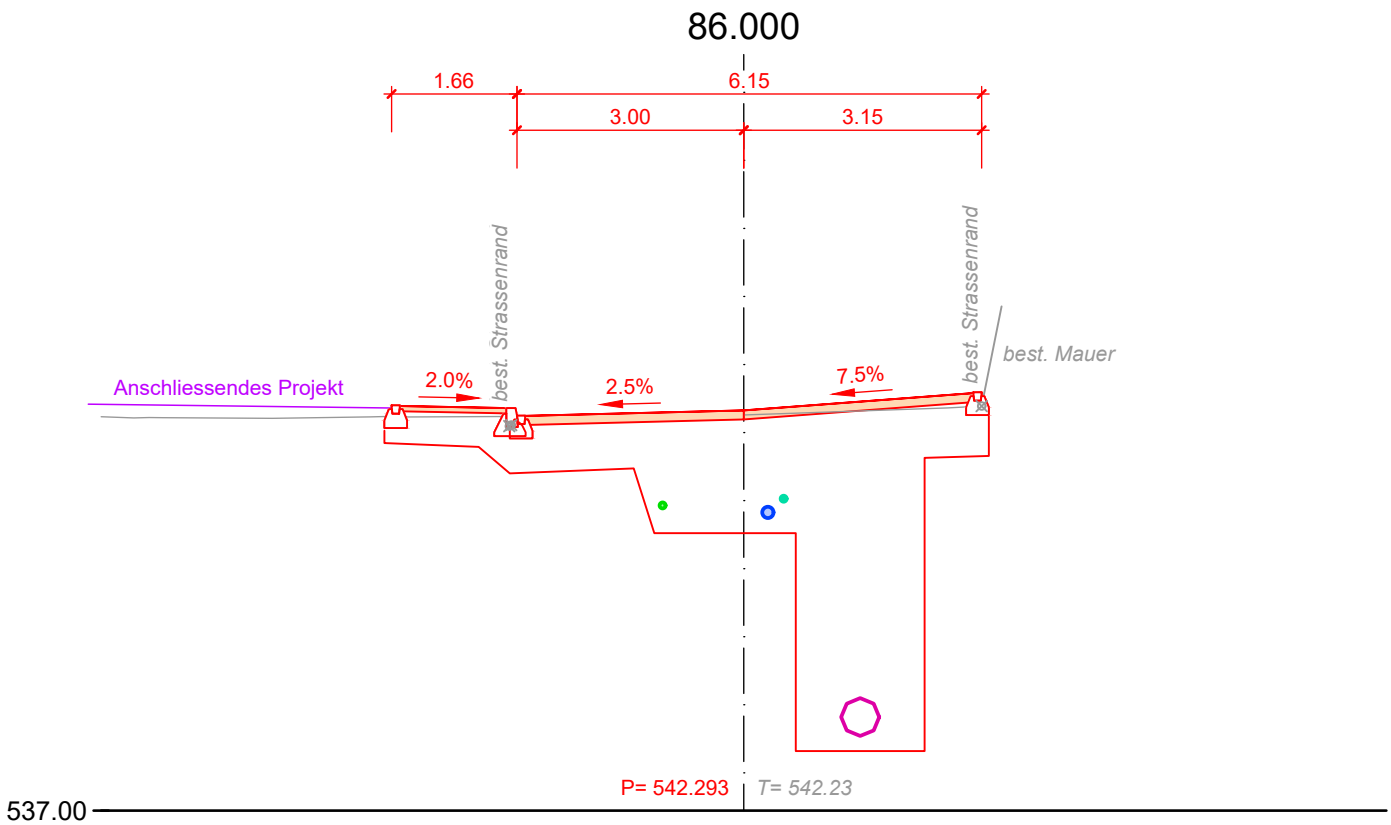 86.000
1.66
6.15
3.00
3.15
best. Strassenrand
best. Strassenrand
best. Mauer
Anschliessendes Projekt
2.0%
2.5%
7.5%
P= 542.293
T= 542.23
537.00